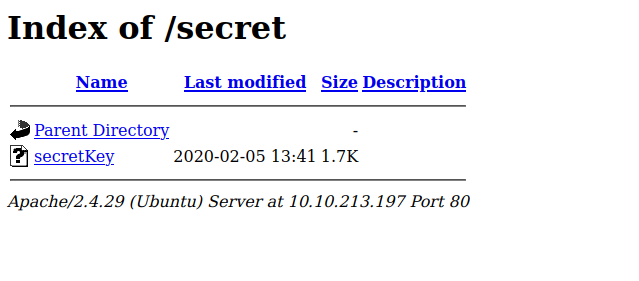 Index of /secret
Name Last modified Size Description
Parent Directory -
secretKey 2020-02-05 13:41 1.7K
Apache/2.4.29 (Ubuntu) Server at 10.10.213.197 Port 80